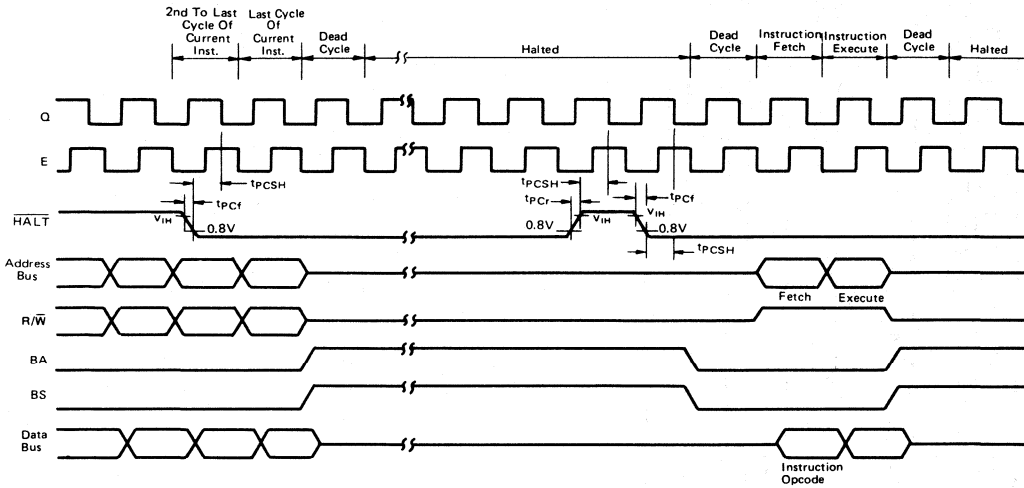 2nd To Last
Cycle Of
Current
Inst.
Last Cycle
Of
Current
Inst.
Dead
Cycle
Halted
Dead
Cycle
Instruction
Fetch
Instruction
Execute
Dead
Cycle
Halted
Q
E
tPCSH
tPCf
HALT
VIH
0.8V
tPCSH
tPCr
0.8V
VIH
VIH
tPCf
0.8V
tPCSH
Address
Bus
Fetch
Execute
R/W̅
BA
BS
Data
Bus
Instruction
Opcode